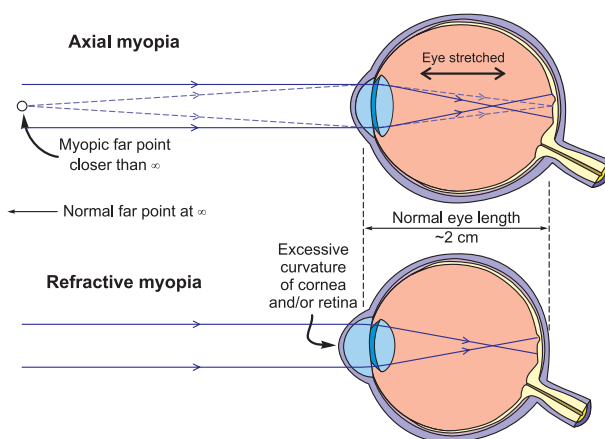 Axial myopia
Eye stretched
Myopic far point
closer than ∞
Normal far point at ∞
Normal eye length
~2 cm
Refractive myopia
Excessive
curvature
of cornea
and/or retina